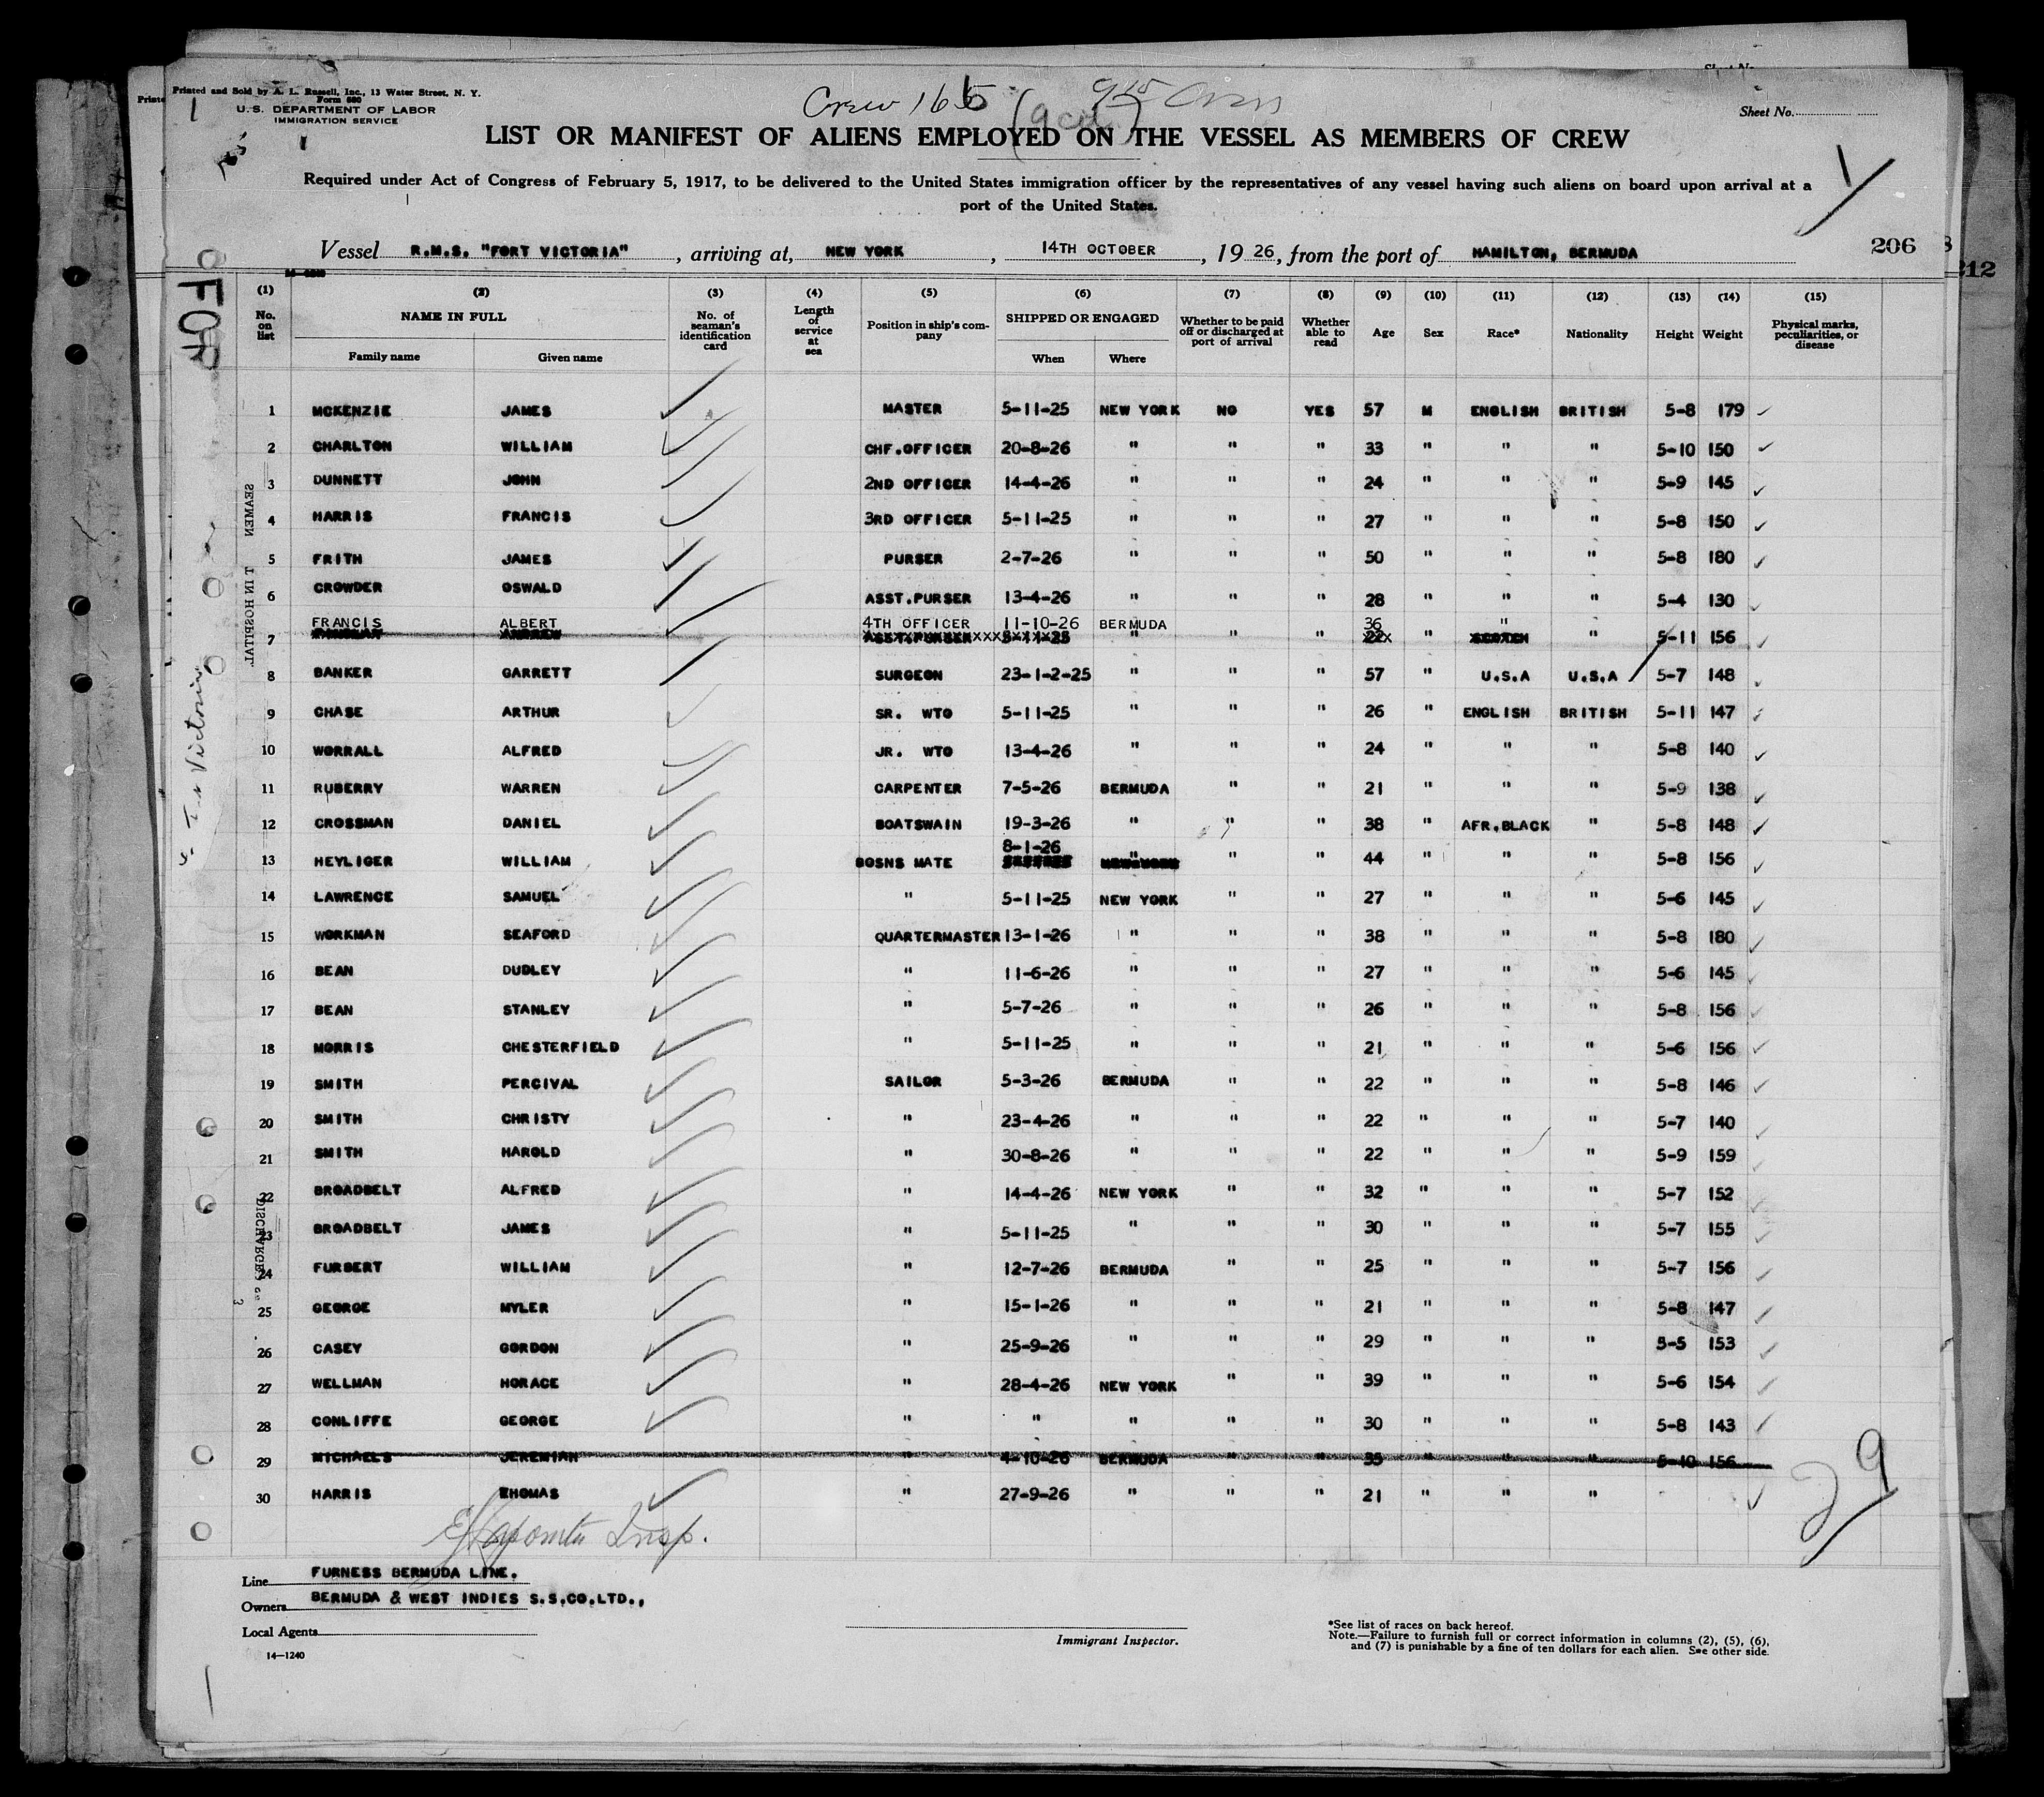 Printed and Sold by A. L. Russell, Inc., 13 Water Street, N. Y.
Form 680
U. S. DEPARTMENT OF LABOR
IMMIGRATION SERVICE
Crew 166
Sheet No.
LIST OR MANIFEST OF ALIENS EMPLOYED ON THE VESSEL AS MEMBERS OF CREW
Required under Act of Congress of February 5, 1917, to be delivered to the United States immigration officer by the representatives of any vessel having such aliens on board upon arrival at a
port of the United States.
Vessel R.M.S. "FORT VICTORIA", arriving at, NEW YORK, 14TH OCTOBER, 19 26, from the port of HAMILTON, BERMUDA
206
212
(1) (2) (3) (4) (5) (6) (7) (8) (9) (10) (11) (12) (13) (14) (15)
No. on list NAME IN FULL Family name Given name No. of seaman's identification card Length of service at sea Position in ship's company SHIPPED OR ENGAGED When Where Whether to be paid off or discharged at port of arrival Whether able to read Age Sex Race* Nationality Height Weight Physical marks, peculiarities, or disease
1 MCKENZIE JAMES MASTER 5-11-25 NEW YORK NO YES 57 M ENGLISH BRITISH 5-8 179
2 CHARLTON WILLIAM CHF.OFFICER 20-8-26 " " " 33 " " " 5-10 150
3 DUNNETT JOHN 2ND OFFICER 14-4-26 " " " 24 " " " 5-9 145
4 HARRIS FRANCIS 3RD OFFICER 5-11-25 " " " 27 " " " 5-8 150
5 FRITH JAMES PURSER 2-7-26 " " " 50 " " " 5-8 180
6 CROWDER OSWALD ASST.PURSER 13-4-26 " " " 28 " " " 5-4 130
FRANCIS ALBERT 4TH OFFICER 11-10-26 BERMUDA 36 "
7 ANDREW ASST.PURSER " " " 22 " SCOTCH " 5-11 156
8 BANKER GARRETT SURGEON 23-1-2-25 " " " 57 " U.S.A U.S.A 5-7 148
9 CHASE ARTHUR SR. WTO 5-11-25 " " " 26 " ENGLISH BRITISH 5-11 147
10 WORRALL ALFRED JR. WTO 13-4-26 " " " 24 " " " 5-8 140
11 RUBERRY WARREN CARPENTER 7-5-26 BERMUDA " " 21 " " " 5-9 138
12 CROSSMAN DANIEL BOATSWAIN 19-3-26 " " " 38 " AFR.BLACK " 5-8 148
13 HEYLIGER WILLIAM BOSNS MATE 8-1-26 " " " 44 " " " 5-8 156
14 LAWRENCE SAMUEL " 5-11-25 NEW YORK " " 27 " " " 5-6 145
15 WORKMAN SEAFORD QUARTERMASTER 13-1-26 " " " 38 " " " 5-8 180
16 BEAN DUDLEY " 11-6-26 " " " 27 " " " 5-6 145
17 BEAN STANLEY " 5-7-26 " " " 26 " " " 5-8 156
18 MORRIS CHESTERFIELD " 5-11-25 " " " 21 " " " 5-6 156
19 SMITH PERCIVAL SAILOR 5-3-26 BERMUDA " " 22 " " " 5-8 146
20 SMITH CHRISTY " 23-4-26 " " " 22 " " " 5-7 140
21 SMITH HAROLD " 30-8-26 " " " 22 " " " 5-9 159
22 BROADBELT ALFRED " 14-4-26 NEW YORK " " 32 " " " 5-7 152
23 BROADBELT JAMES " 5-11-25 " " " 30 " " " 5-7 155
24 FURBERT WILLIAM " 12-7-26 BERMUDA " " 25 " " " 5-7 156
25 GEORGE MYLER " 15-1-26 " " " 21 " " " 5-8 147
26 CASEY GORDON " 25-9-26 " " " 29 " " " 5-5 153
27 WELLMAN HORACE " 28-4-26 NEW YORK " " 39 " " " 5-6 154
28 CONLIFFE GEORGE " " " " " 30 " " " 5-8 143
29 MICHAELS JEREMIAH " 4-10-26 BERMUDA " " 35 " " " 5-10 156
30 HARRIS THOMAS " 27-9-26 " " " 21 " " "
29
Insp.
Line FURNESS BERMUDA LINE.
Owners BERMUDA & WEST INDIES S.S.CO.LTD.,
Local Agents
Immigrant Inspector.
14—1240
*See list of races on back hereof.
Note.—Failure to furnish full or correct information in columns (2), (5), (6),
and (7) is punishable by a fine of ten dollars for each alien. See other side.
FOR
Victoria
SEAMEN
T IN HOSPITAL